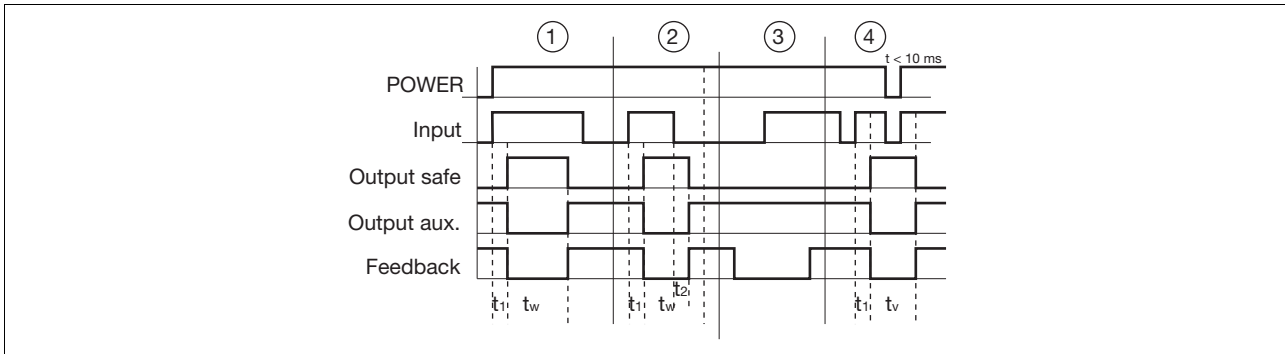 1 2 3 4
t < 10 ms
POWER
Input
Output safe
Output aux.
Feedback
t1 tw t1 tw t2 t1 tv